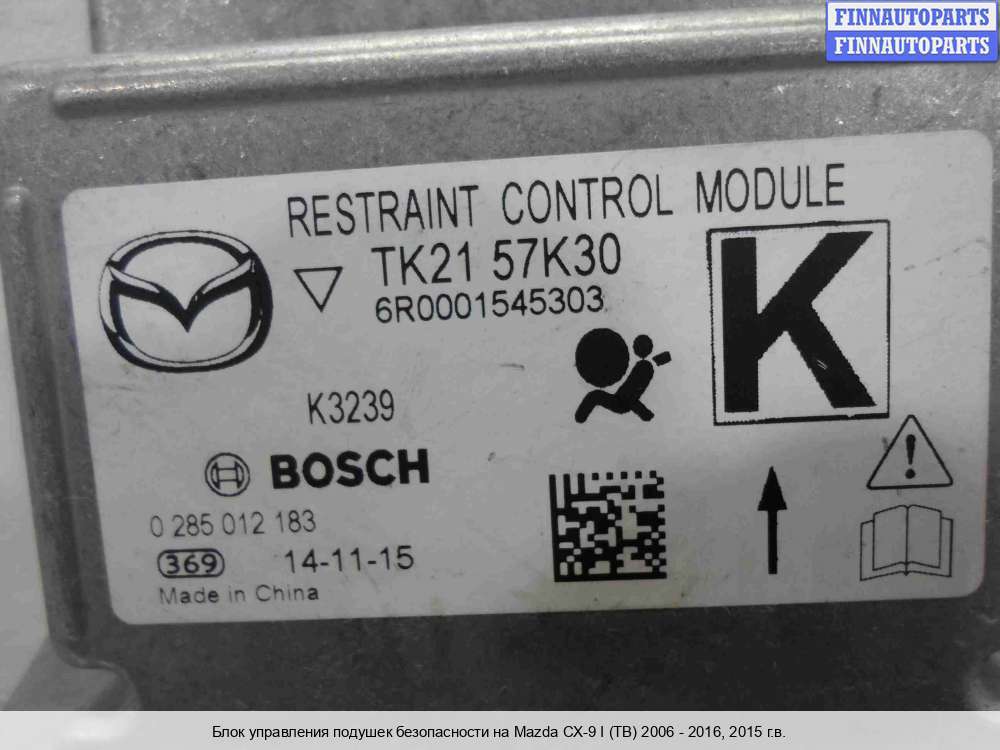 FINNAUTOPARTS
FINNAUTOPARTS
RESTRAINT CONTROL MODULE
TK21 57K30
6R0001545303
K
K3239
BOSCH
0 285 012 183
369 14-11-15
Made in China
Блок управления подушек безопасности на Mazda CX-9 I (TB) 2006 - 2016, 2015 г.в.